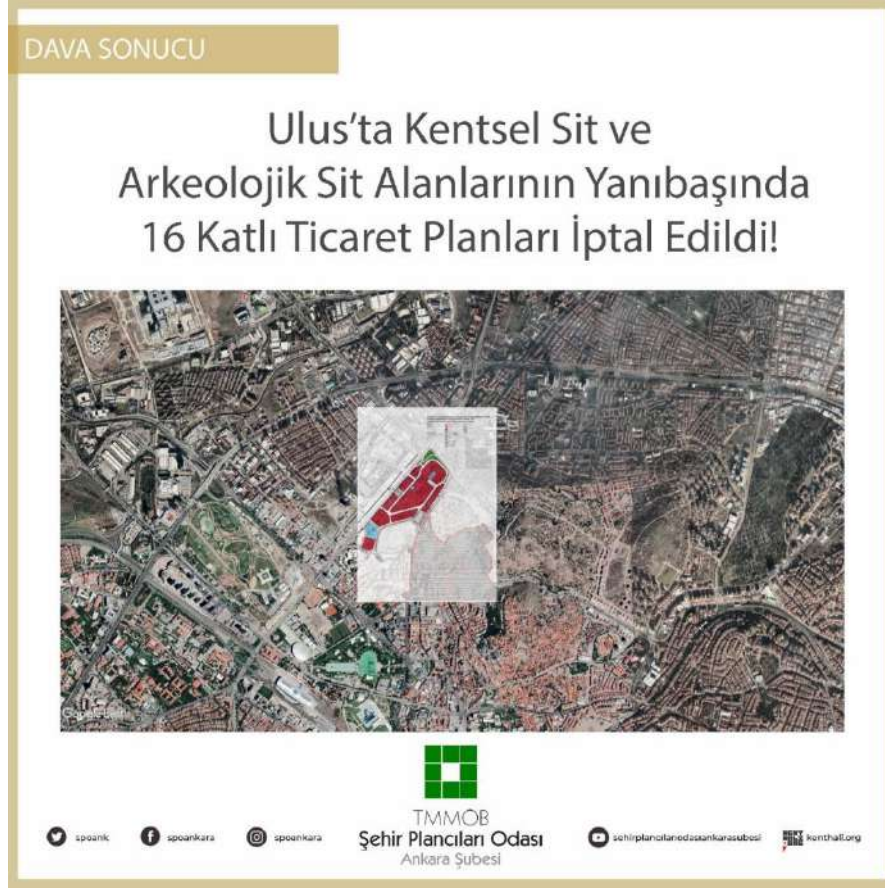 DAVA SONUCU
Ulus'ta Kentsel Sit ve
Arkeolojik Sit Alanlarının Yanıbaşında
16 Katlı Ticaret Planları İptal Edildi!
TMMOB
Şehir Plancıları Odası
Ankara Şubesi
spoank
spoankara
spoankara
sehirplancilariodasiankarasubesi
kenthali.org